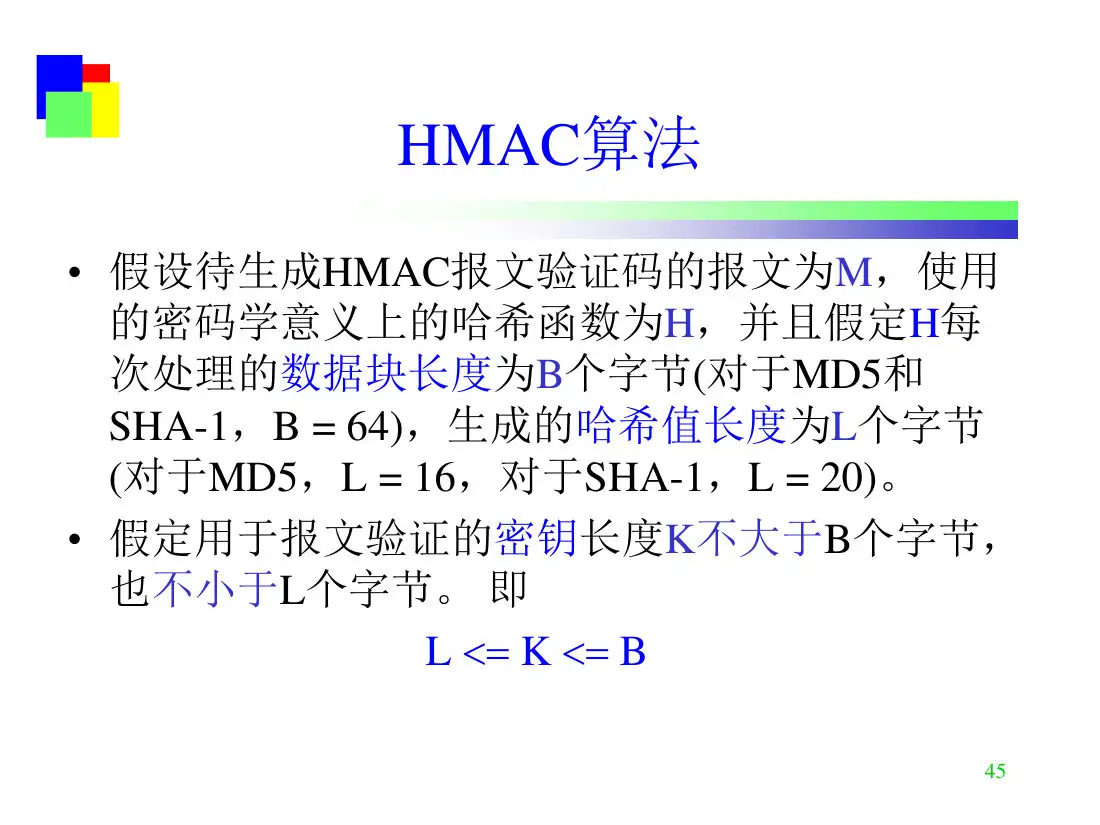 HMAC算法
• 假设待生成HMAC报文验证码的报文为M，使用
的密码学意义上的哈希函数为H，并且假定H每
次处理的数据块长度为B个字节(对于MD5和
SHA-1，B = 64)，生成的哈希值长度为L个字节
(对于MD5，L = 16，对于SHA-1，L = 20)。
• 假定用于报文验证的密钥长度K不大于B个字节，
也不小于L个字节。 即
L <= K <= B
45